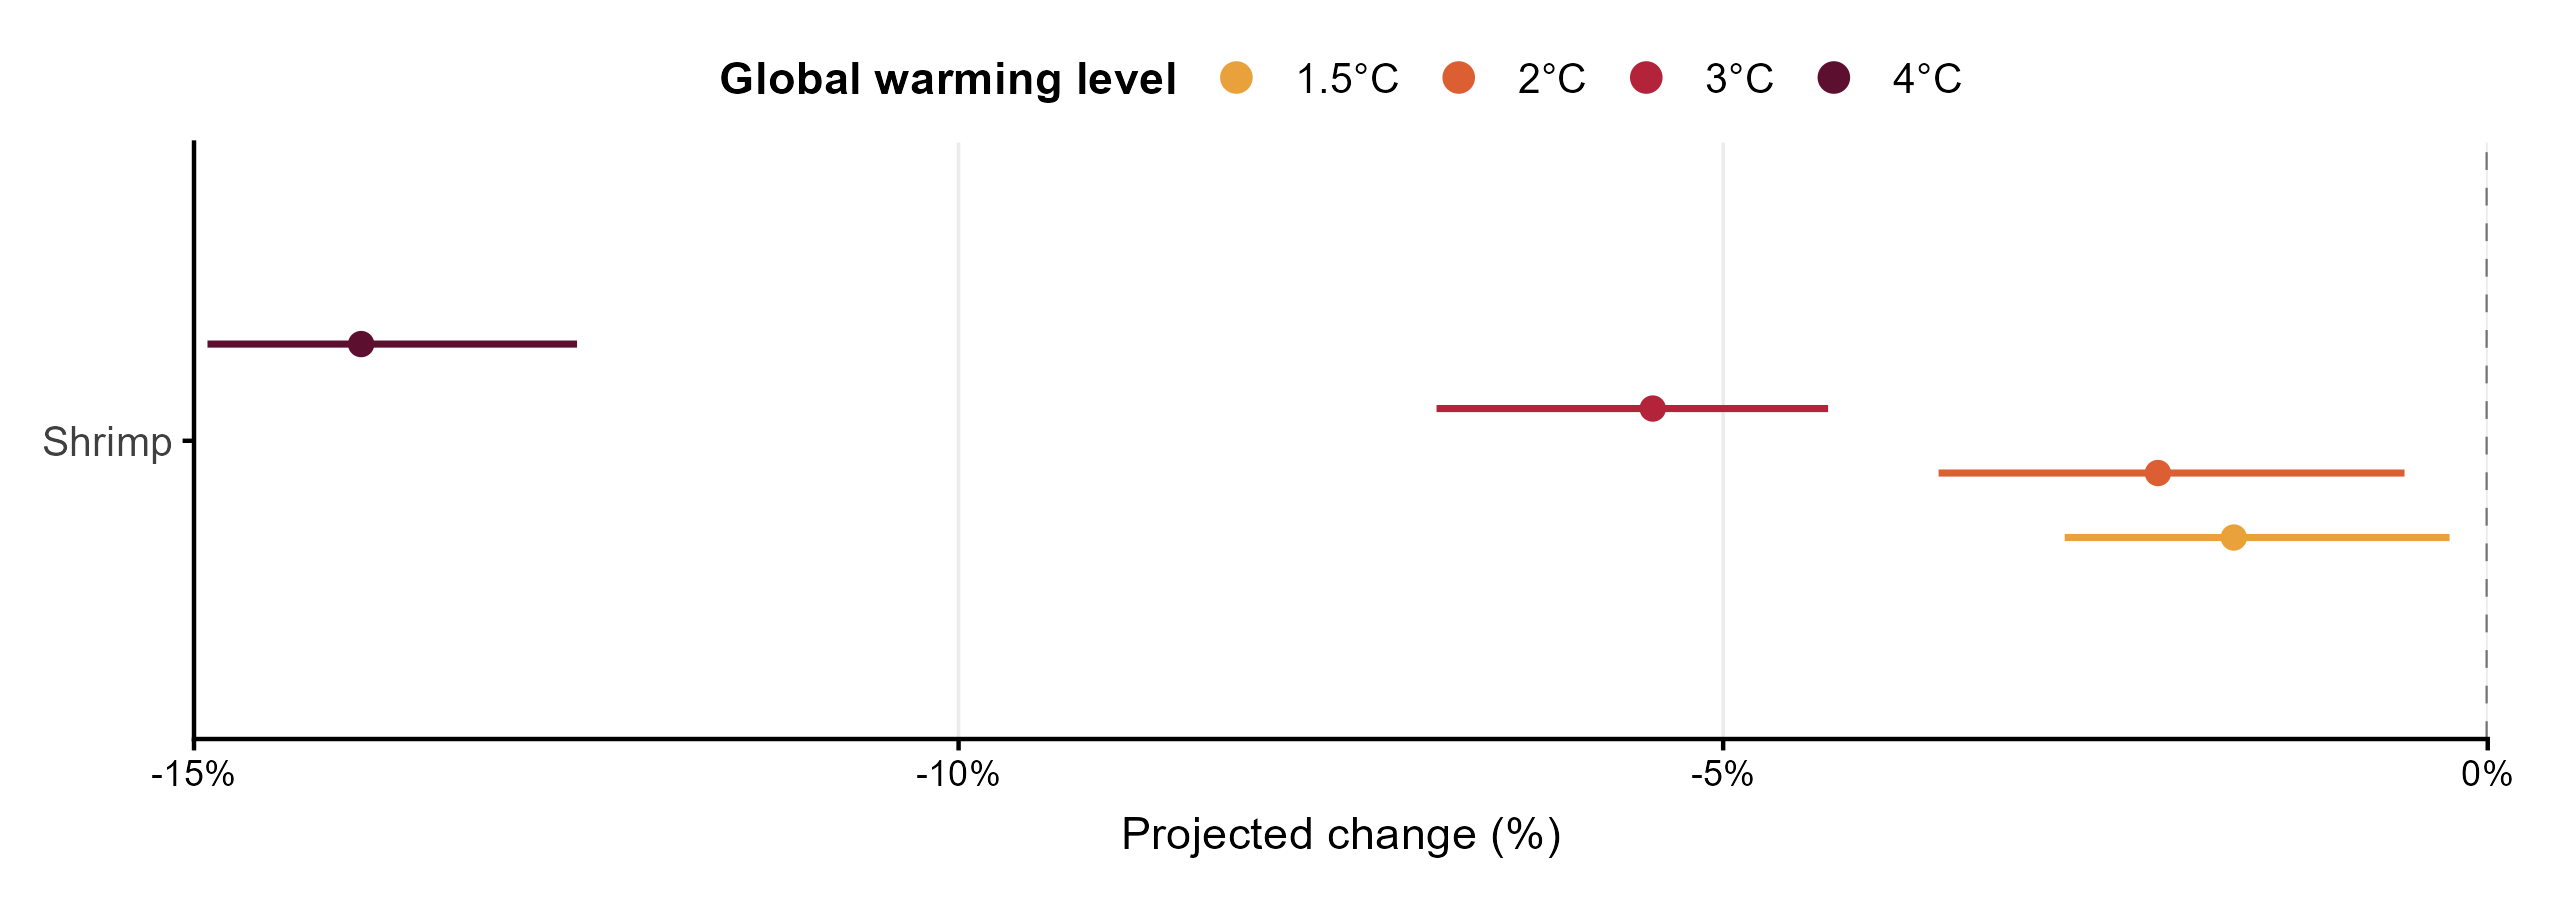 Global warming level 1.5°C 2°C 3°C 4°C
Shrimp
-15% -10% -5% 0%
Projected change (%)